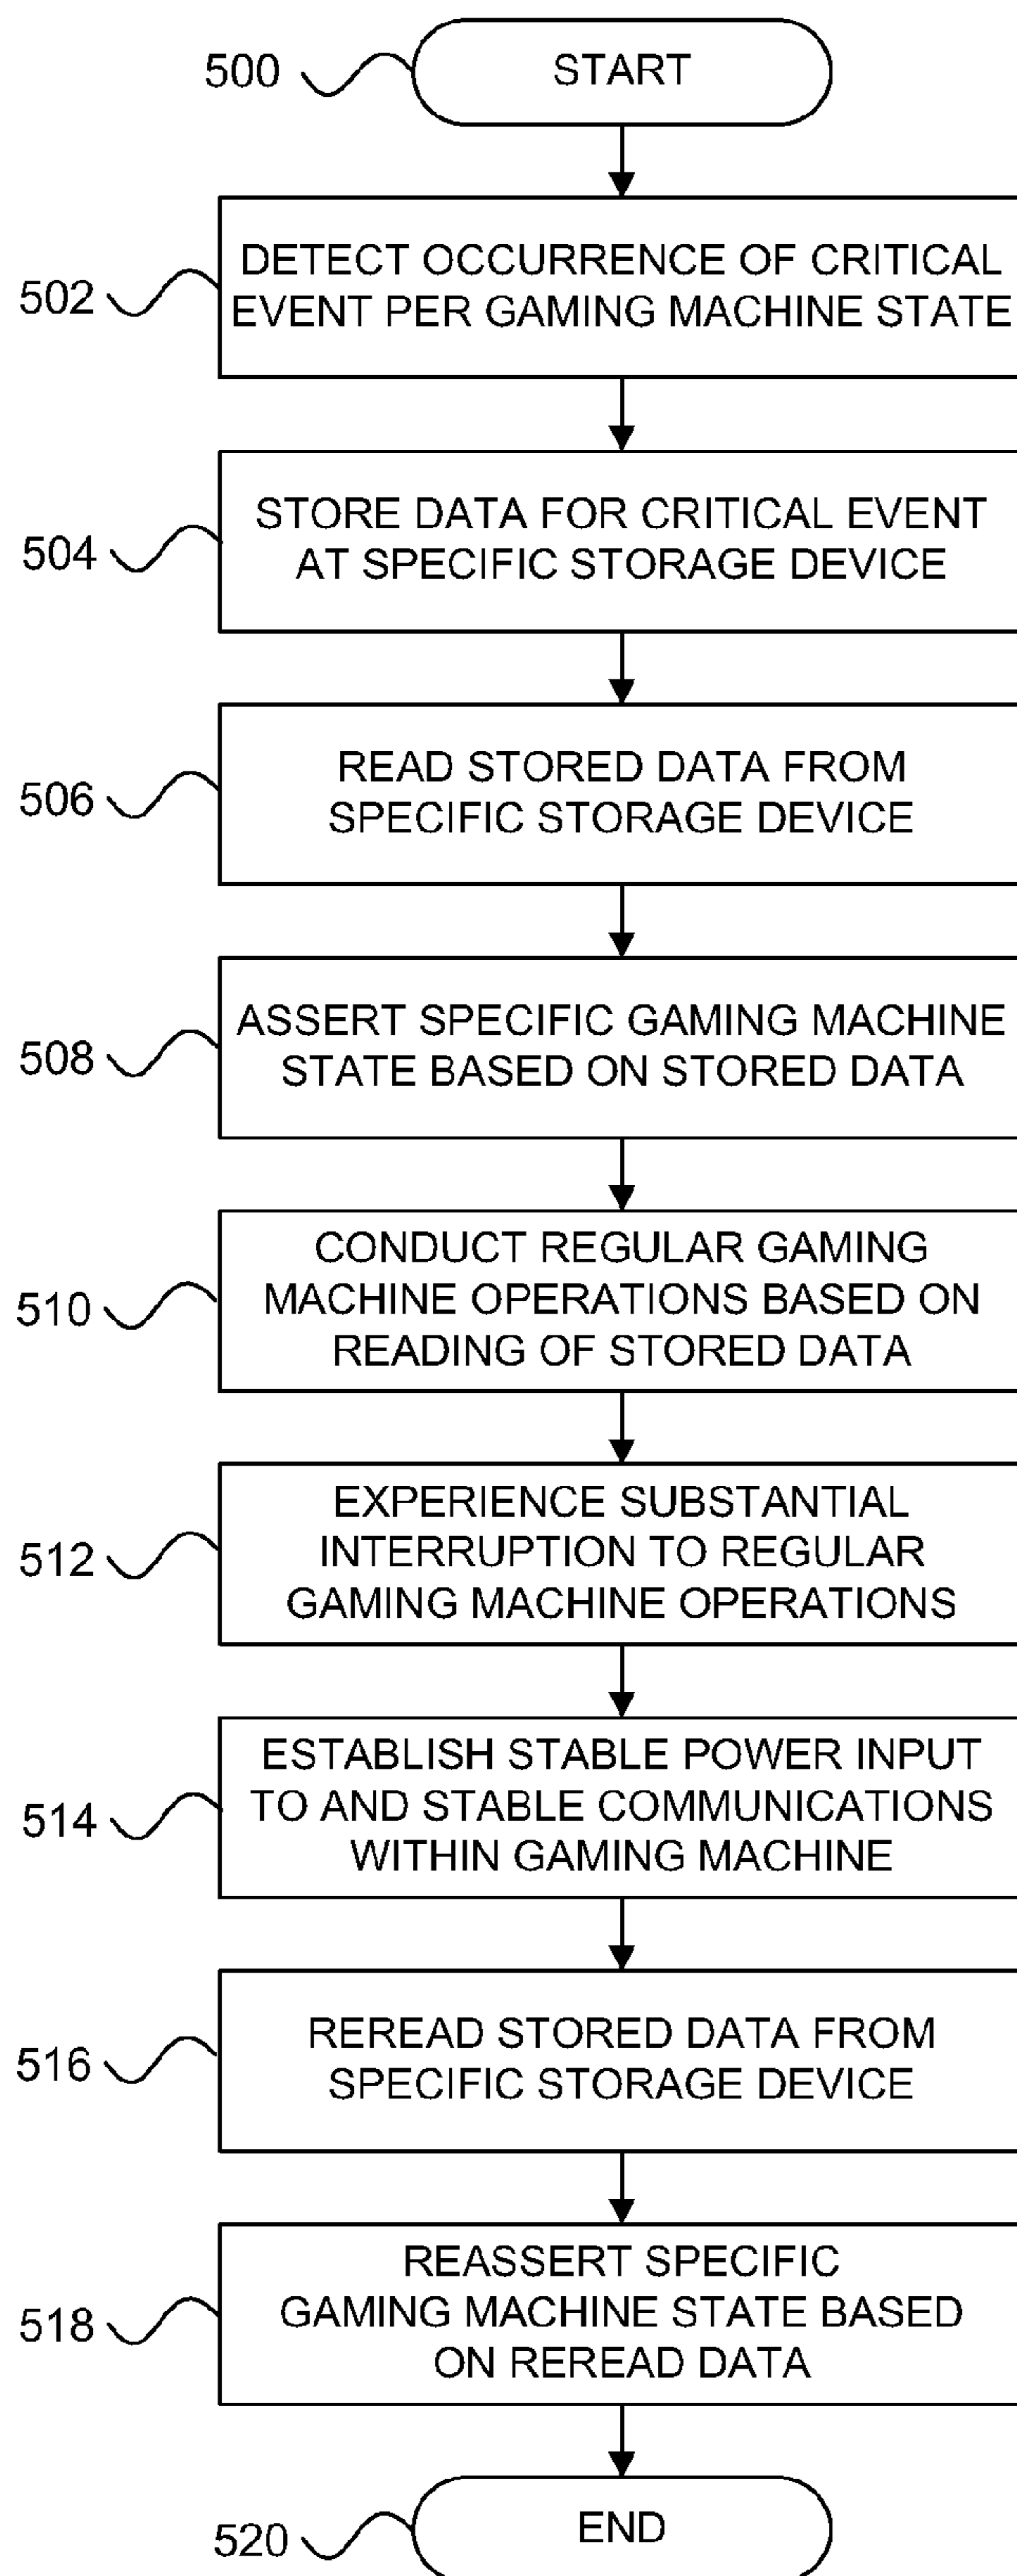 500
START
502
DETECT OCCURRENCE OF CRITICAL
EVENT PER GAMING MACHINE STATE
504
STORE DATA FOR CRITICAL EVENT
AT SPECIFIC STORAGE DEVICE
506
READ STORED DATA FROM
SPECIFIC STORAGE DEVICE
508
ASSERT SPECIFIC GAMING MACHINE
STATE BASED ON STORED DATA
510
CONDUCT REGULAR GAMING
MACHINE OPERATIONS BASED ON
READING OF STORED DATA
512
EXPERIENCE SUBSTANTIAL
INTERRUPTION TO REGULAR
GAMING MACHINE OPERATIONS
514
ESTABLISH STABLE POWER INPUT
TO AND STABLE COMMUNICATIONS
WITHIN GAMING MACHINE
516
REREAD STORED DATA FROM
SPECIFIC STORAGE DEVICE
518
REASSERT SPECIFIC
GAMING MACHINE STATE BASED
ON REREAD DATA
520
END